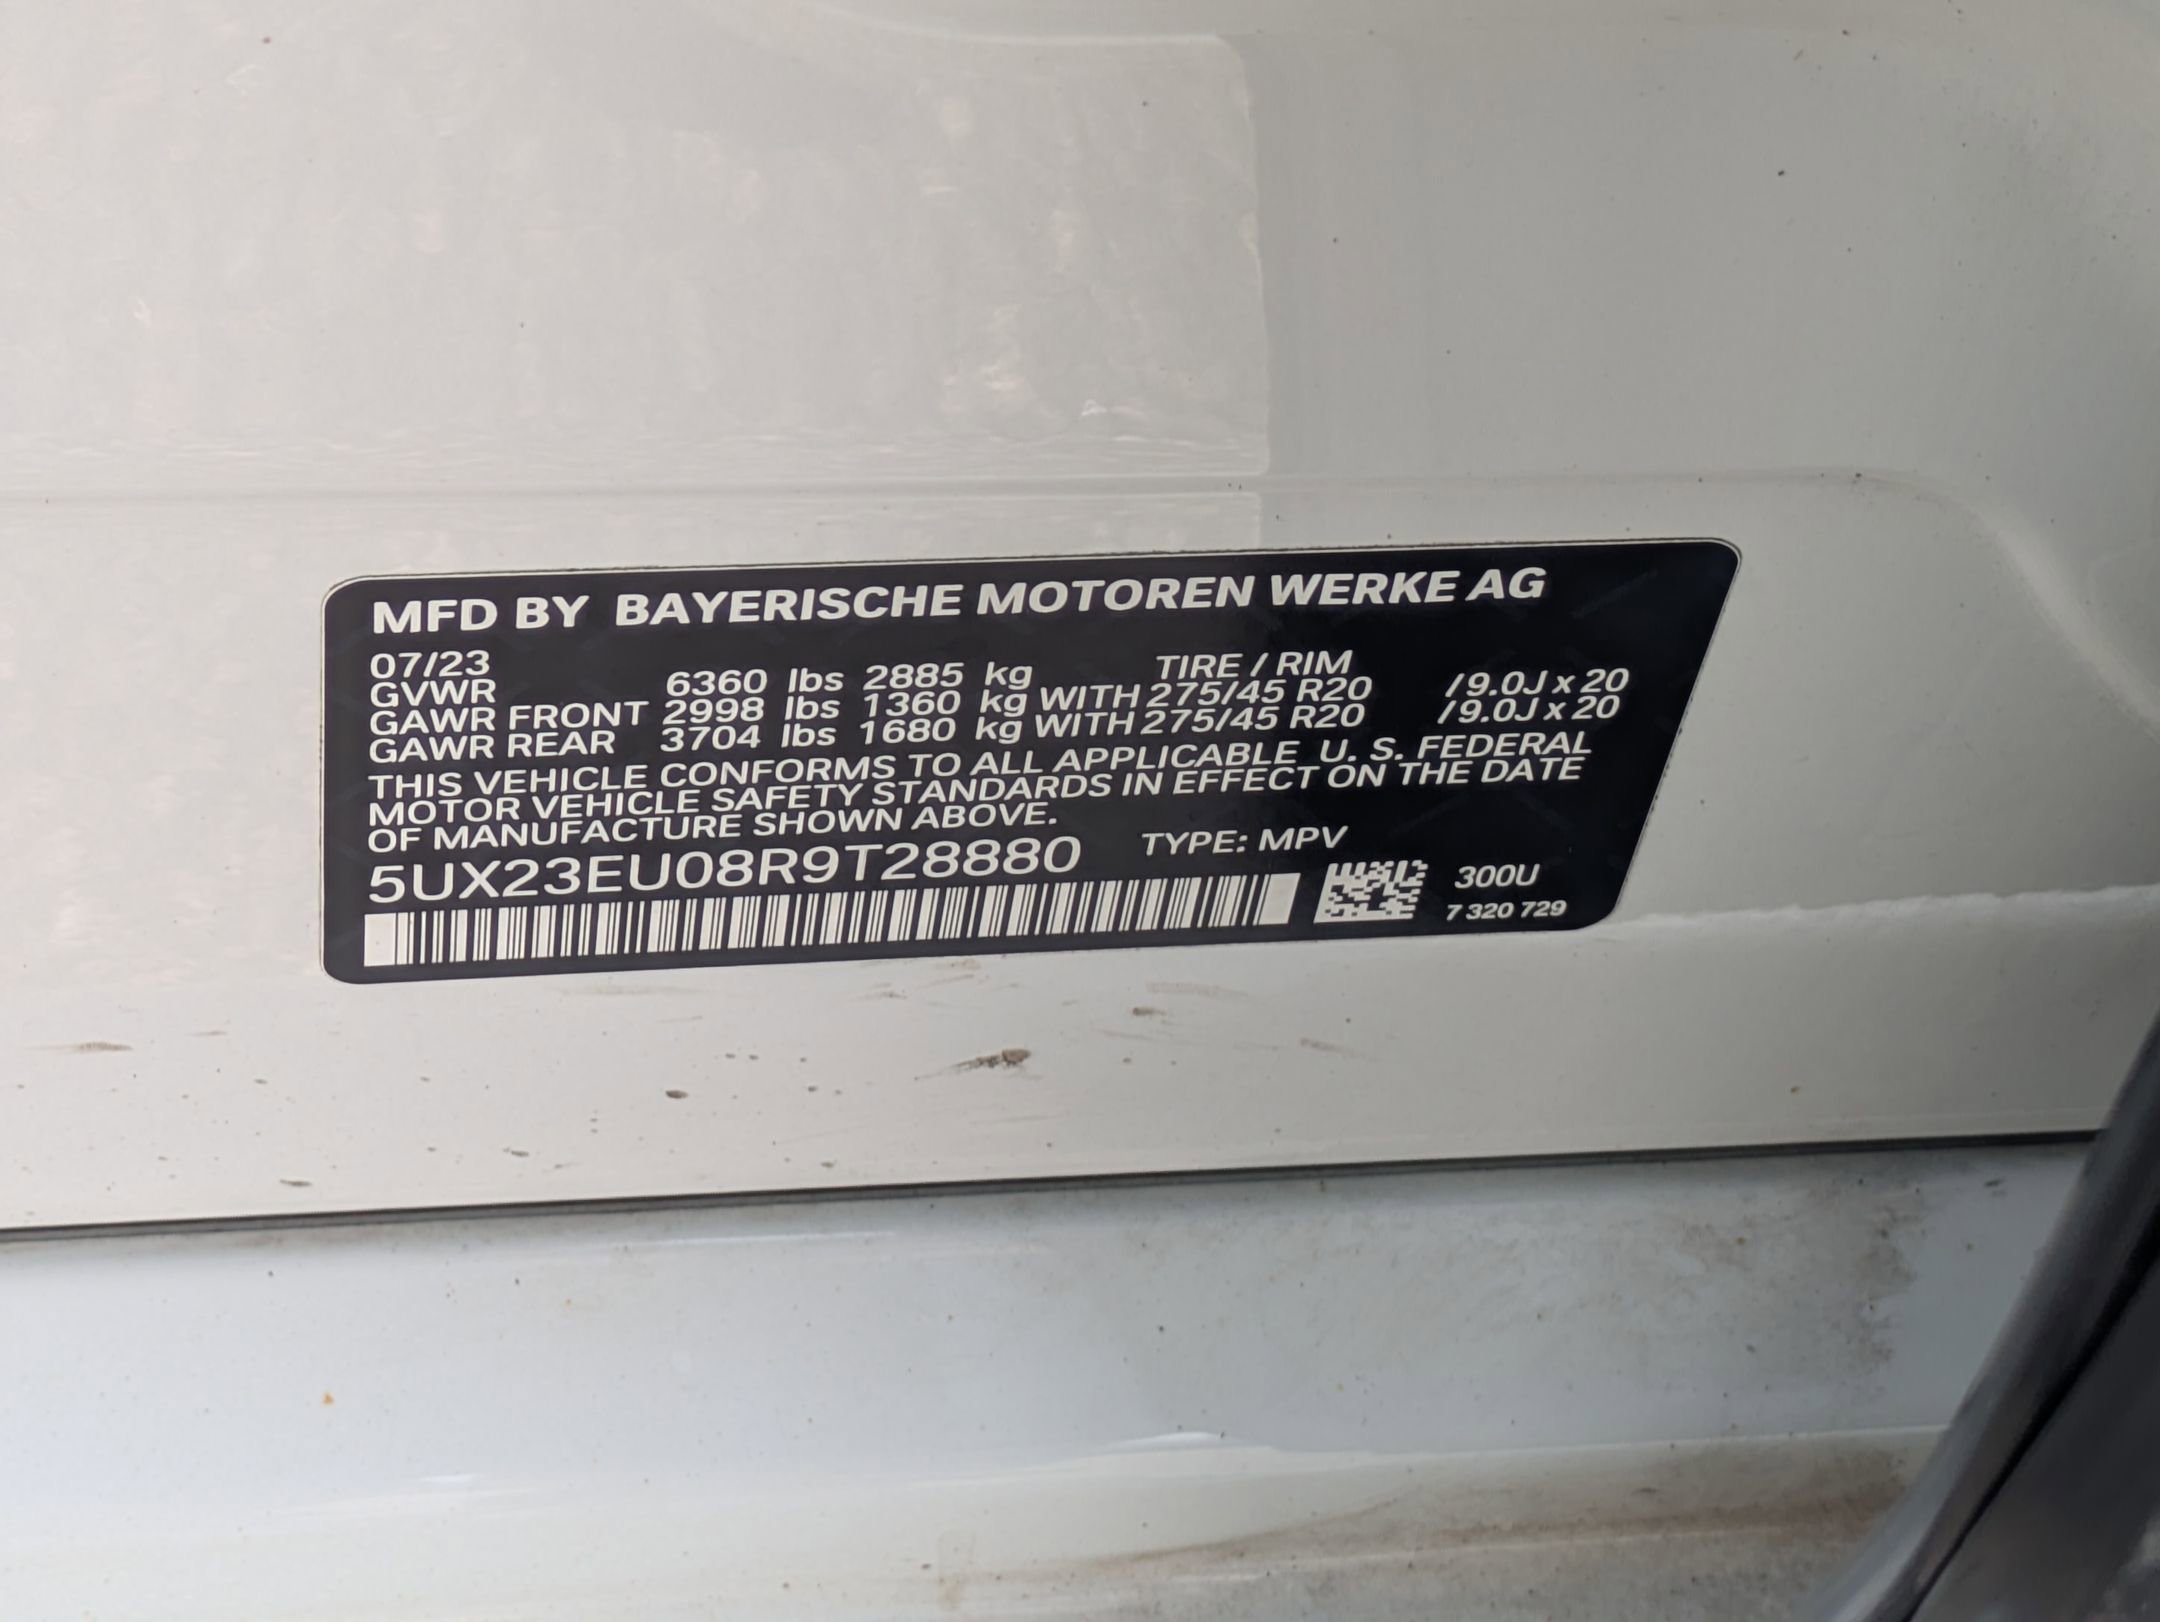 MFD BY BAYERISCHE MOTOREN WERKE AG
07/23
GVWR 6360 lbs 2885 kg TIRE / RIM
GAWR FRONT 2998 lbs 1360 kg WITH 275/45 R20 / 9.0J x 20
GAWR REAR 3704 lbs 1680 kg WITH 275/45 R20 / 9.0J x 20
THIS VEHICLE CONFORMS TO ALL APPLICABLE U. S. FEDERAL
MOTOR VEHICLE SAFETY STANDARDS IN EFFECT ON THE DATE
OF MANUFACTURE SHOWN ABOVE.
5UX23EU08R9T28880 TYPE: MPV
300U
7 320 729